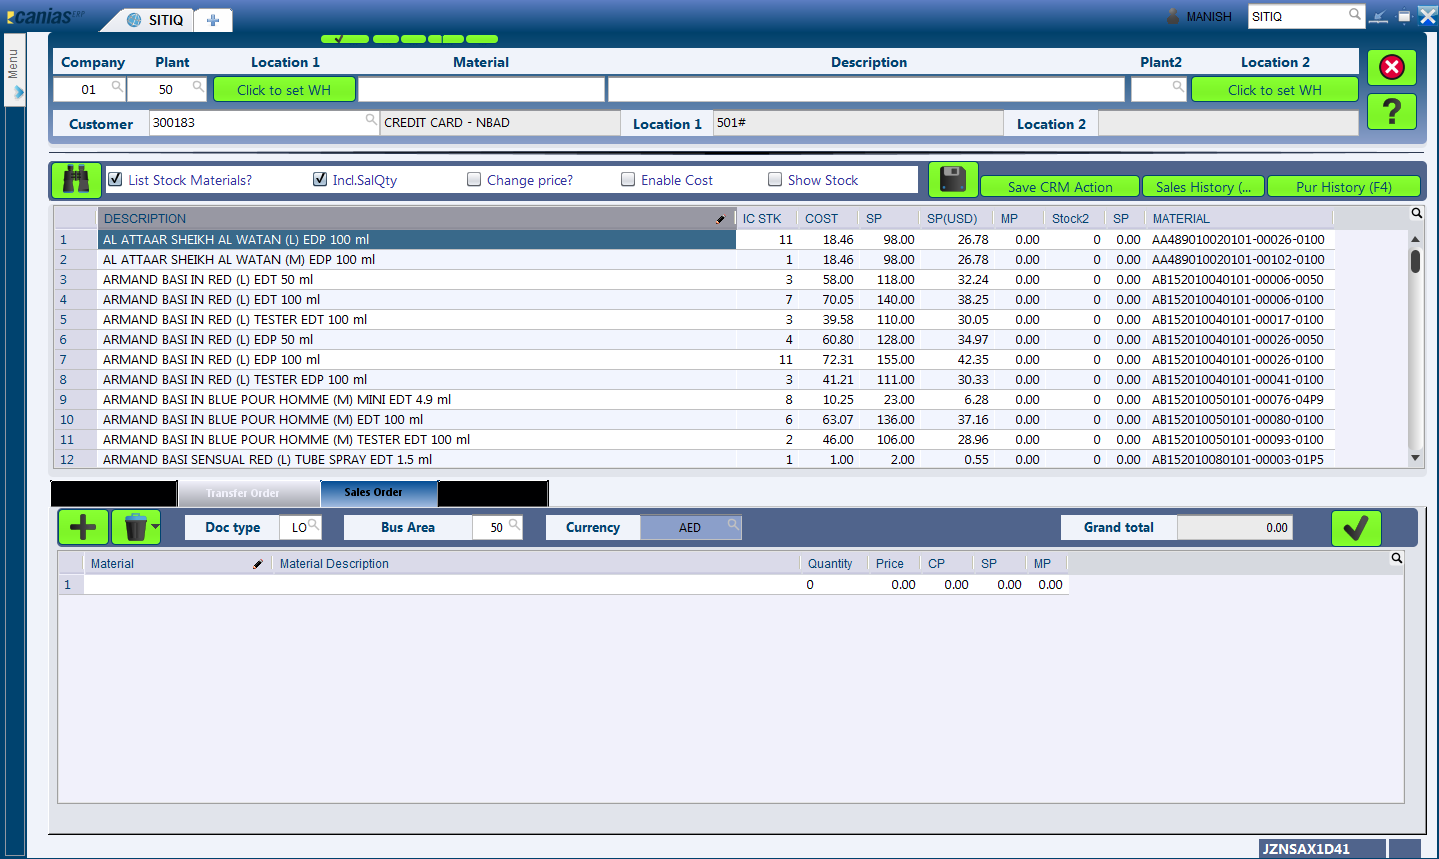 canias ERP SITIQ MANISH SITIQ
Menu
Company Plant Location 1 Material Description Plant2 Location 2
01 50 Click to set WH Click to set WH
Customer 300183 CREDIT CARD - NBAD Location 1 501# Location 2
List Stock Materials? Incl.SalQty Change price? Enable Cost Show Stock Save CRM Action Sales History (... Pur History (F4)
DESCRIPTION IC STK COST SP SP(USD) MP Stock2 SP MATERIAL
1 AL ATTAAR SHEIKH AL WATAN (L) EDP 100 ml 11 18.46 98.00 26.78 0.00 0 0.00 AA489010020101-00026-0100
2 AL ATTAAR SHEIKH AL WATAN (M) EDP 100 ml 1 18.46 98.00 26.78 0.00 0 0.00 AA489010020101-00102-0100
3 ARMAND BASI IN RED (L) EDT 50 ml 3 58.00 118.00 32.24 0.00 0 0.00 AB152010040101-00006-0050
4 ARMAND BASI IN RED (L) EDT 100 ml 7 70.05 140.00 38.25 0.00 0 0.00 AB152010040101-00006-0100
5 ARMAND BASI IN RED (L) TESTER EDT 100 ml 3 39.58 110.00 30.05 0.00 0 0.00 AB152010040101-00017-0100
6 ARMAND BASI IN RED (L) EDP 50 ml 4 60.80 128.00 34.97 0.00 0 0.00 AB152010040101-00026-0050
7 ARMAND BASI IN RED (L) EDP 100 ml 11 72.31 155.00 42.35 0.00 0 0.00 AB152010040101-00026-0100
8 ARMAND BASI IN RED (L) TESTER EDP 100 ml 3 41.21 111.00 30.33 0.00 0 0.00 AB152010040101-00041-0100
9 ARMAND BASI IN BLUE POUR HOMME (M) MINI EDT 4.9 ml 8 10.25 23.00 6.28 0.00 0 0.00 AB152010050101-00076-04P9
10 ARMAND BASI IN BLUE POUR HOMME (M) EDT 100 ml 6 63.07 136.00 37.16 0.00 0 0.00 AB152010050101-00080-0100
11 ARMAND BASI IN BLUE POUR HOMME (M) TESTER EDT 100 ml 2 46.00 106.00 28.96 0.00 0 0.00 AB152010050101-00093-0100
12 ARMAND BASI SENSUAL RED (L) TUBE SPRAY EDT 1.5 ml 1 1.00 2.00 0.55 0.00 0 0.00 AB152010080101-00003-01P5
Transfer Order Sales Order
Doc type LO Bus Area 50 Currency AED Grand total 0.00
Material Material Description Quantity Price CP SP MP
1 0 0.00 0.00 0.00 0.00
JZNSAX1D41